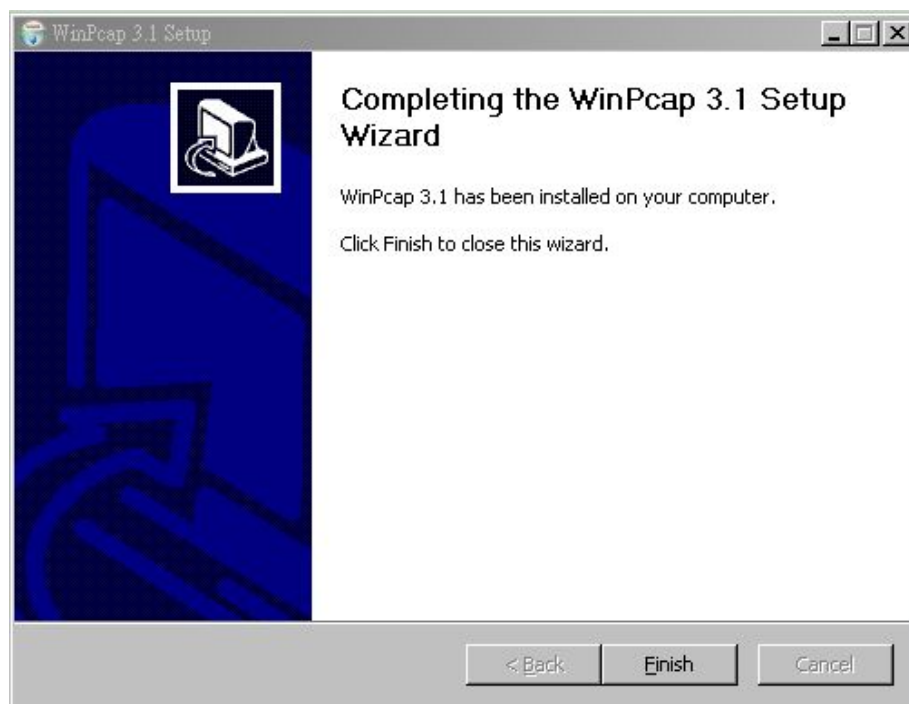 WinPcap 3.1 Setup
Completing the WinPcap 3.1 Setup
Wizard
WinPcap 3.1 has been installed on your computer.
Click Finish to close this wizard.
< Back
Finish
Cancel